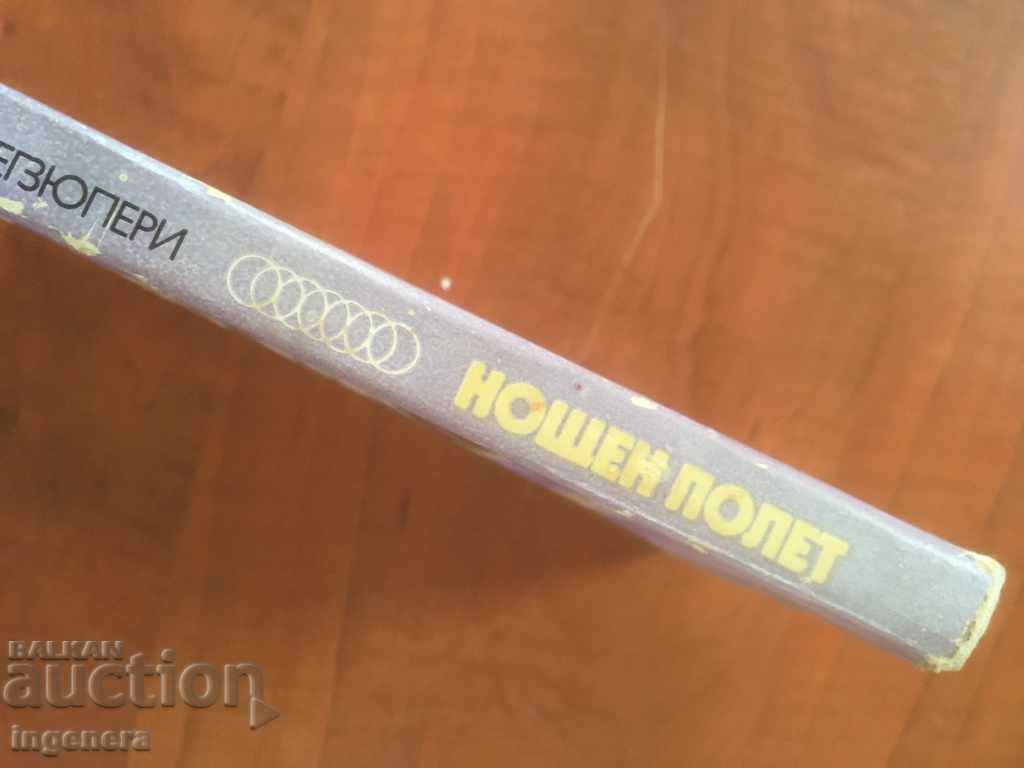 ЕГЗЮПЕРИ
НОЩЕН ПОЛЕТ
BALKAN
auction
ingenera